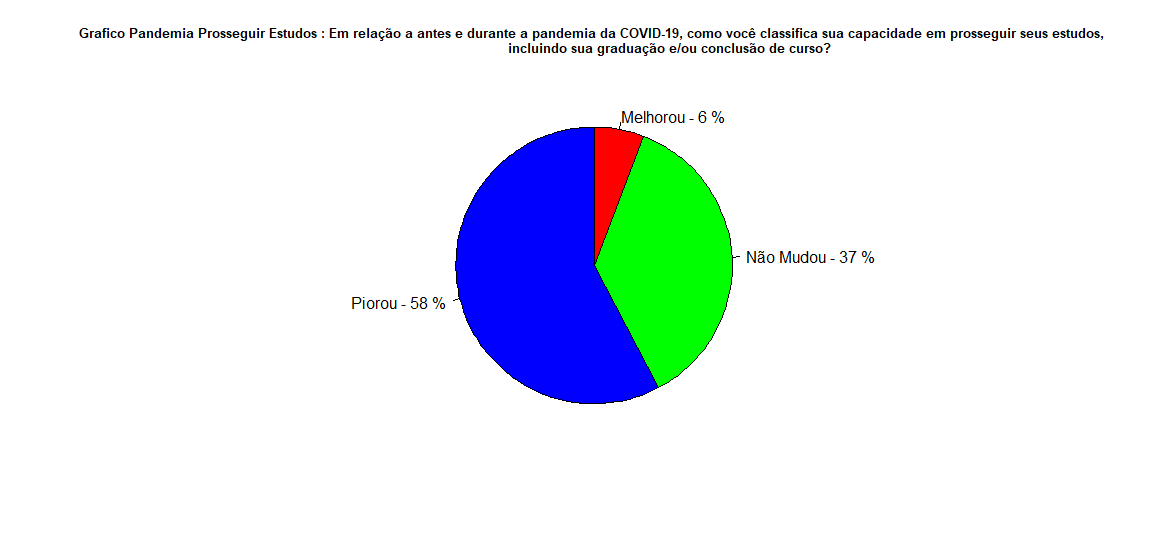 Grafico Pandemia Prosseguir Estudos : Em relação a antes e durante a pandemia da COVID-19, como você classifica sua capacidade em prosseguir seus estudos,
incluindo sua graduação e/ou conclusão de curso?
Melhorou - 6 %
Não Mudou - 37 %
Piorou - 58 %